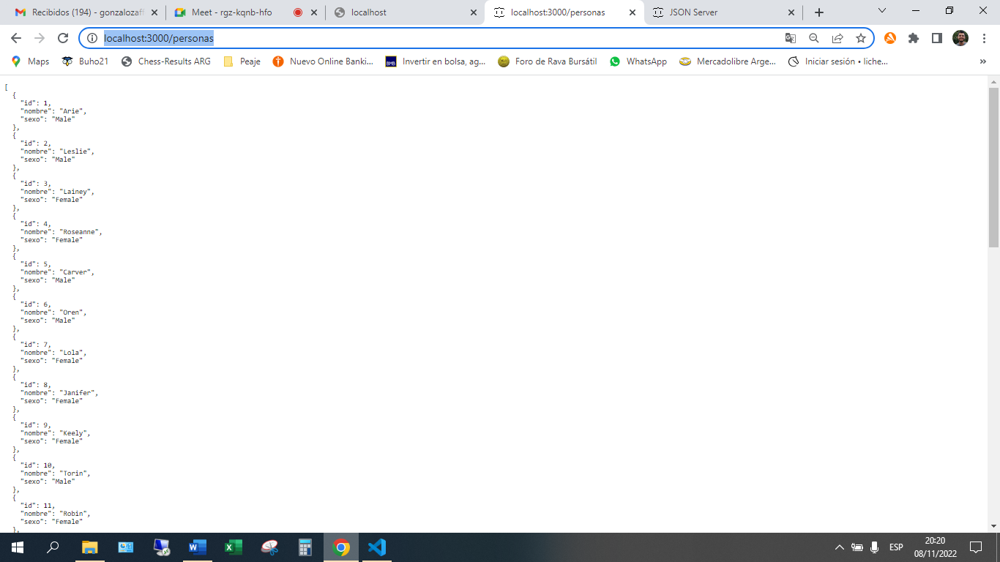 Recibidos (194) - gonzalozaff
Meet - rgz-kqnb-hfo
localhost
localhost:3000/personas
JSON Server
localhost:3000/personas
Maps
Buho21
Chess-Results ARG
Peaje
Nuevo Online Banki...
BMB
Invertir en bolsa, ag...
Foro de Rava Bursátil
WhatsApp
Mercadolibre Arge...
Iniciar sesión • liche...
»
[
{
"id": 1,
"nombre": "Arie",
"sexo": "Male"
},
{
"id": 2,
"nombre": "Leslie",
"sexo": "Male"
},
{
"id": 3,
"nombre": "Lainey",
"sexo": "Female"
},
{
"id": 4,
"nombre": "Roseanne",
"sexo": "Female"
},
{
"id": 5,
"nombre": "Carver",
"sexo": "Male"
},
{
"id": 6,
"nombre": "Oren",
"sexo": "Male"
},
{
"id": 7,
"nombre": "Lola",
"sexo": "Female"
},
{
"id": 8,
"nombre": "Janifer",
"sexo": "Female"
},
{
"id": 9,
"nombre": "Keely",
"sexo": "Female"
},
{
"id": 10,
"nombre": "Torin",
"sexo": "Male"
},
{
"id": 11,
"nombre": "Robin",
"sexo": "Female"
},
ESP
20:20
08/11/2022